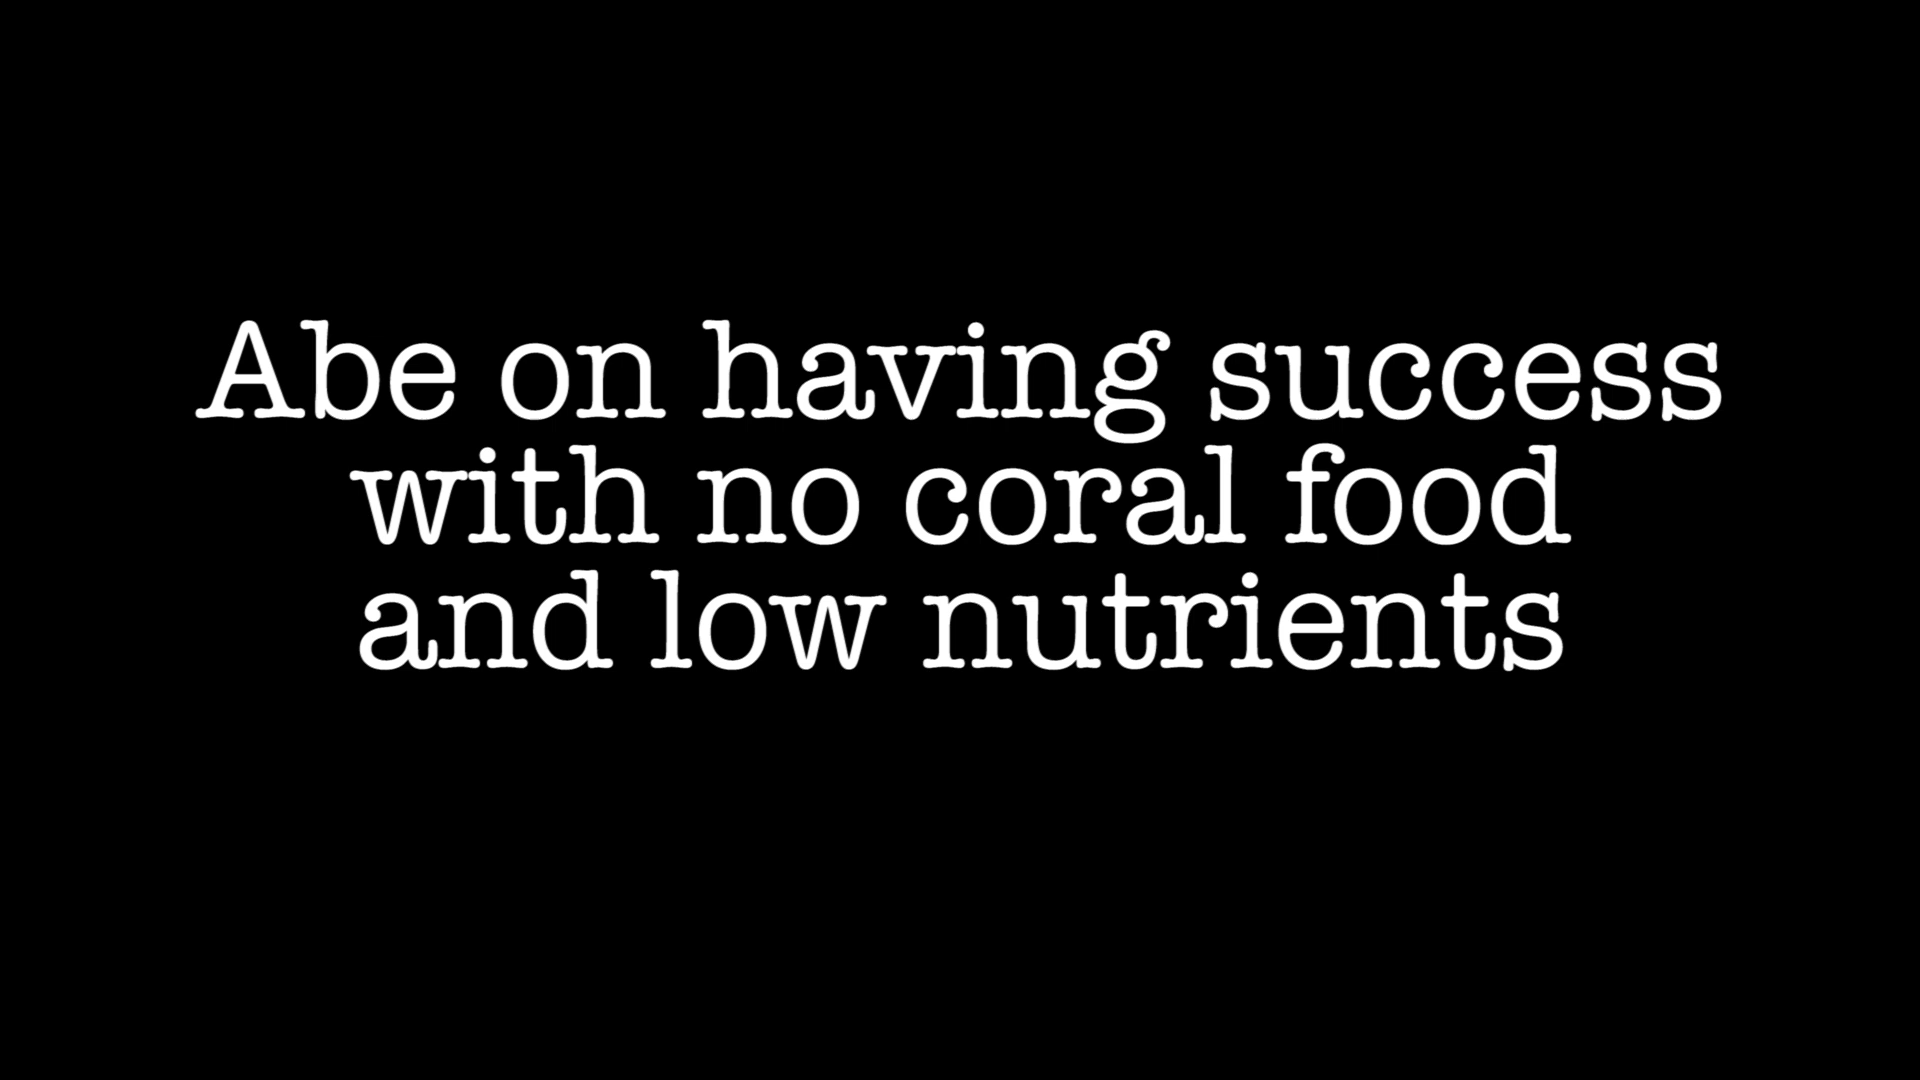 Abe on having success
with no coral food
and low nutrients